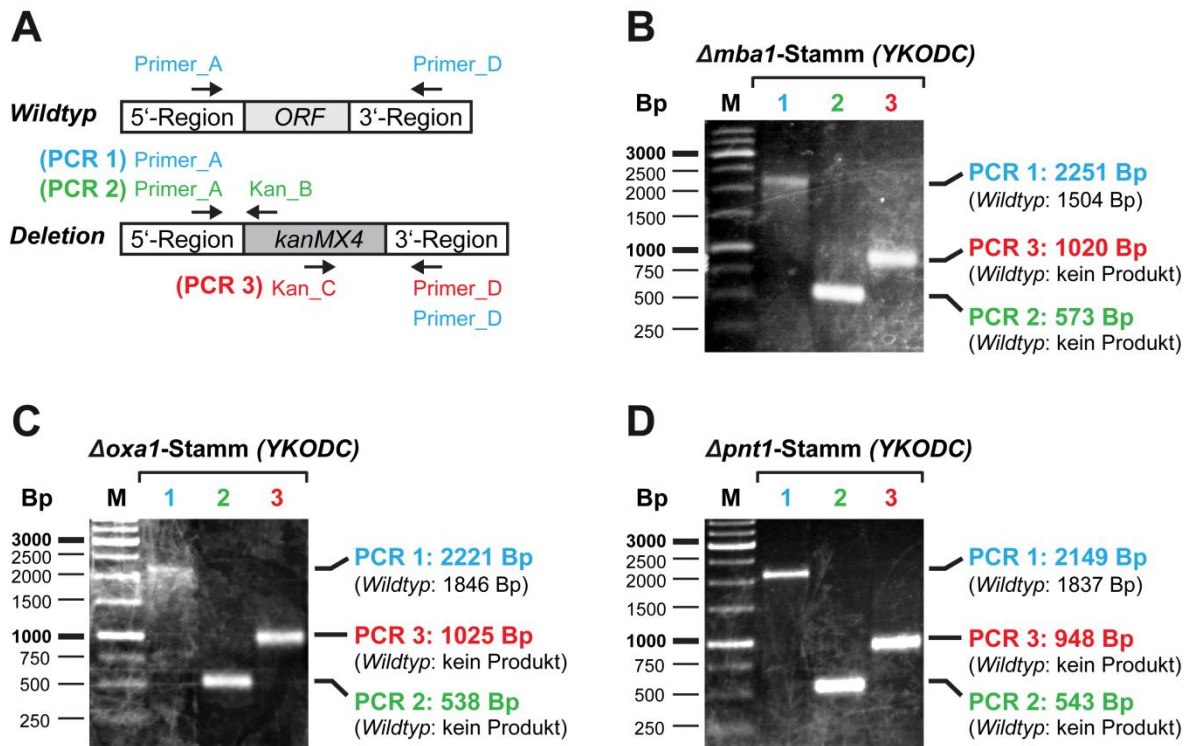 A
Primer_A Primer_D
Wildtyp 5‘-Region ORF 3‘-Region
(PCR 1) Primer_A
(PCR 2) Primer_A Kan_B
Deletion 5‘-Region kanMX4 3‘-Region
(PCR 3) Kan_C Primer_D
Primer_D
B
Δmba1-Stamm (YKODC)
Bp M 1 2 3
3000
2500
2000
1500
1000
750
500
250
PCR 1: 2251 Bp
(Wildtyp: 1504 Bp)
PCR 3: 1020 Bp
(Wildtyp: kein Produkt)
PCR 2: 573 Bp
(Wildtyp: kein Produkt)
C
Δoxa1-Stamm (YKODC)
Bp M 1 2 3
3000
2500
2000
1500
1000
750
500
250
PCR 1: 2221 Bp
(Wildtyp: 1846 Bp)
PCR 3: 1025 Bp
(Wildtyp: kein Produkt)
PCR 2: 538 Bp
(Wildtyp: kein Produkt)
D
Δpnt1-Stamm (YKODC)
Bp M 1 2 3
3000
2500
2000
1500
1000
750
500
250
PCR 1: 2149 Bp
(Wildtyp: 1837 Bp)
PCR 3: 948 Bp
(Wildtyp: kein Produkt)
PCR 2: 543 Bp
(Wildtyp: kein Produkt)